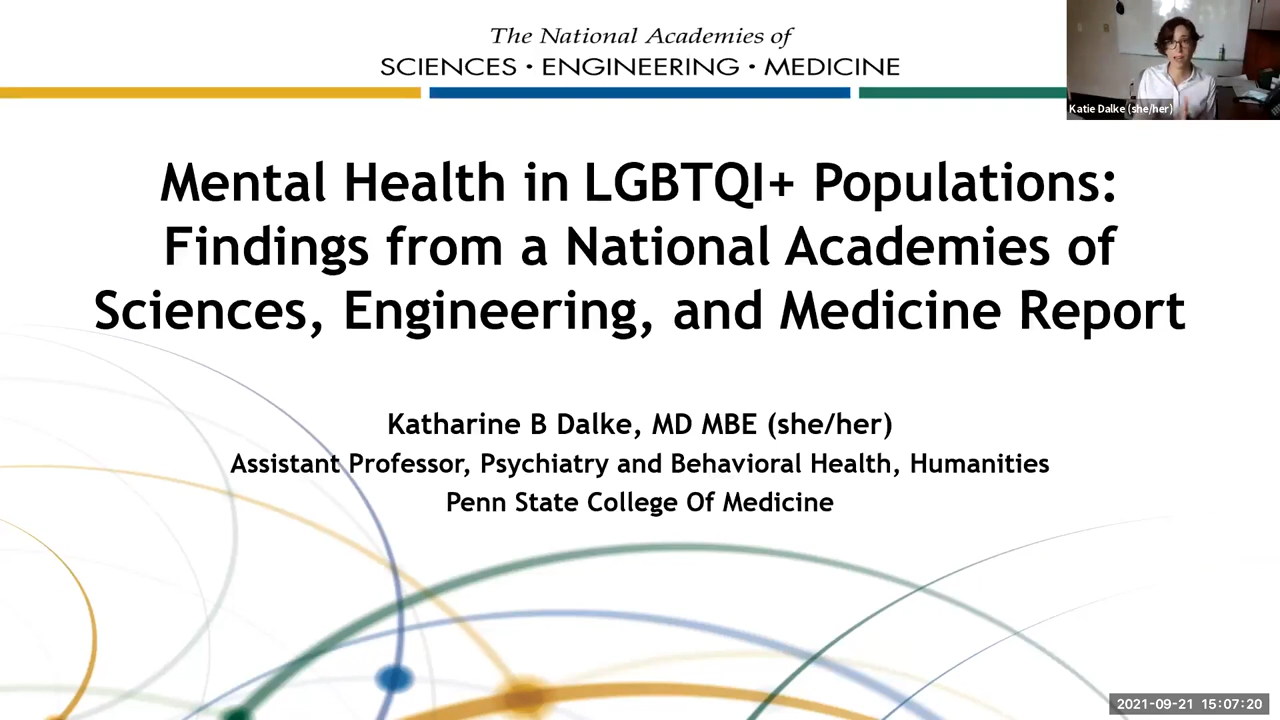 The National Academies of
SCIENCES • ENGINEERING • MEDICINE
Katie Dalke (she/her)
Mental Health in LGBTQI+ Populations:
Findings from a National Academies of
Sciences, Engineering, and Medicine Report
Katharine B Dalke, MD MBE (she/her)
Assistant Professor, Psychiatry and Behavioral Health, Humanities
Penn State College Of Medicine
2021-09-21 15:07:20